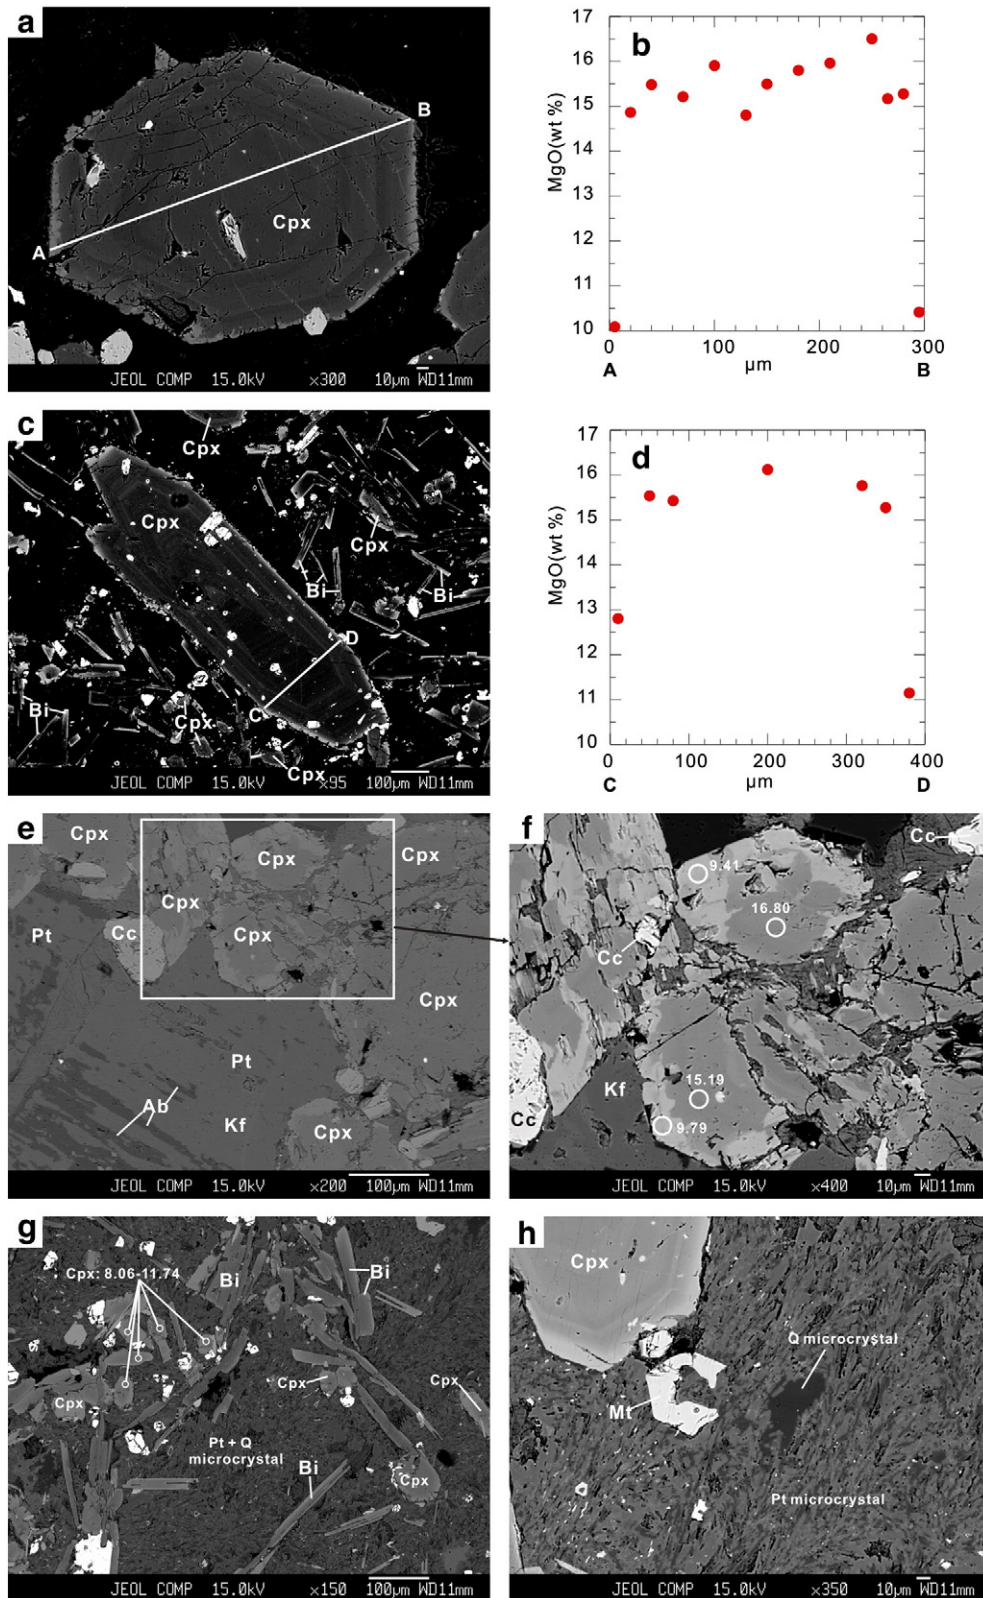 a
B
A
Cpx
JEOL COMP 15.0kV ×300 10µm WD11mm
b
MgO(wt %)
17
16
15
14
13
12
11
10
0 100 200 300
A µm B
c
Cpx
Cpx
Cpx
Bi
Bi
D
C
Bi
Cpx
Cpx
JEOL COMP 15.0kV ×95 100µm WD11mm
d
MgO(wt %)
17
16
15
14
13
12
11
10
0 100 200 300 400
C µm D
e
Cpx
Cpx
Cpx
Cpx
Pt
Cc
Cpx
Cpx
Pt
Ab
Kf
Cpx
JEOL COMP 15.0kV ×200 100µm WD11mm
f
Cc
9.41
16.80
Cc
Kf
15.19
Cc
9.79
JEOL COMP 15.0kV ×400 10µm WD11mm
g
Cpx: 8.06-11.74
Bi
Bi
Cpx
Cpx
Cpx
Pt + Q
microcrystal
Bi
Cpx
JEOL COMP 15.0kV ×150 100µm WD11mm
h
Cpx
Q microcrystal
Mt
Pt microcrystal
JEOL COMP 15.0kV ×350 10µm WD11mm